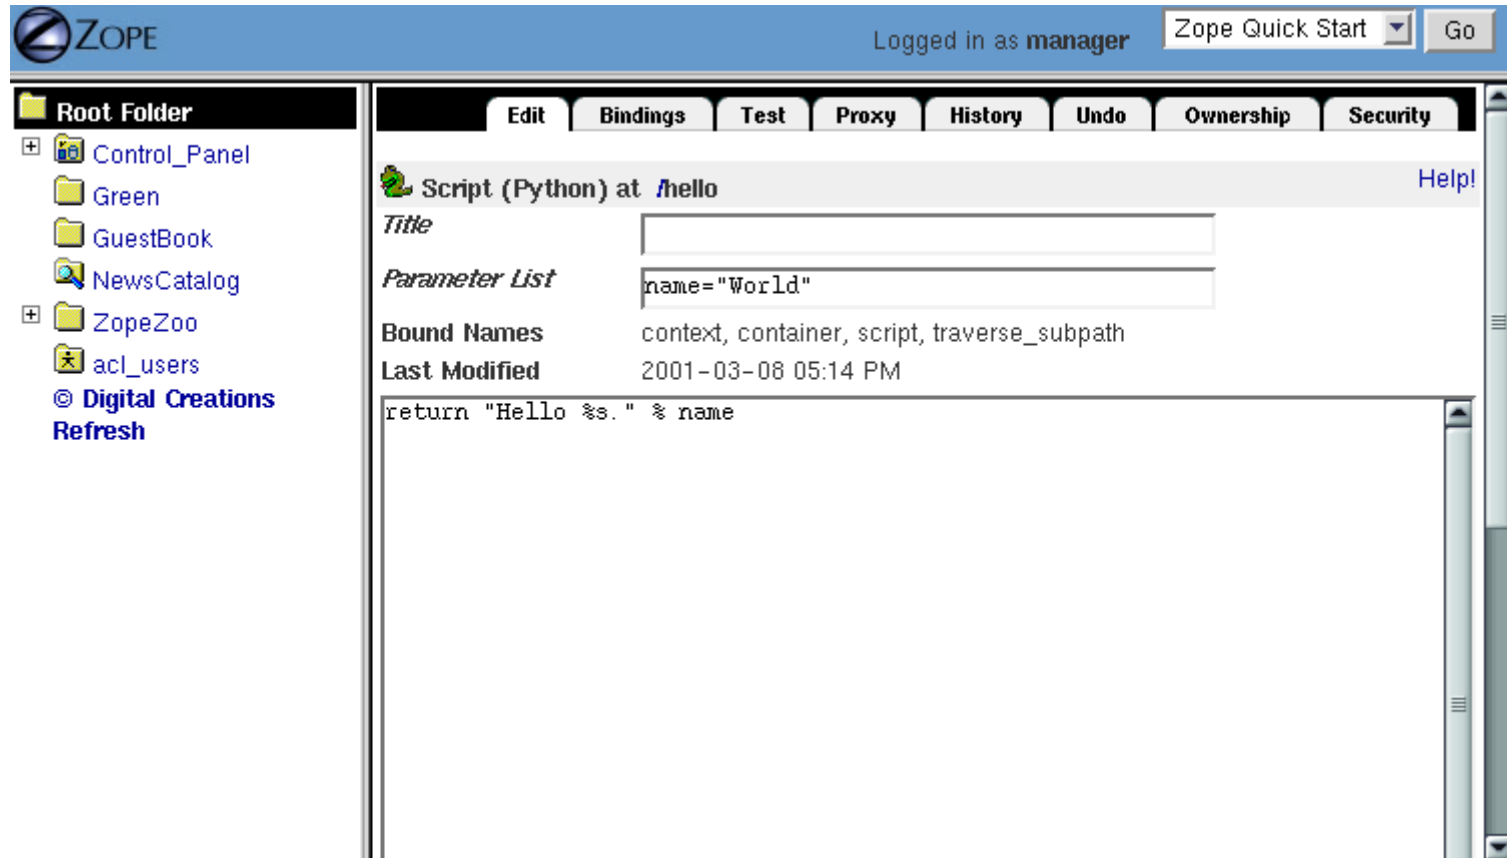 ZOPE
Logged in as manager
Zope Quick Start
Go
Root Folder
Control_Panel
Green
GuestBook
NewsCatalog
ZopeZoo
acl_users
© Digital Creations
Refresh
Edit Bindings Test Proxy History Undo Ownership Security
Script (Python) at /hello
Help!
Title
Parameter List name="World"
Bound Names context, container, script, traverse_subpath
Last Modified 2001-03-08 05:14 PM
return "Hello %s." % name